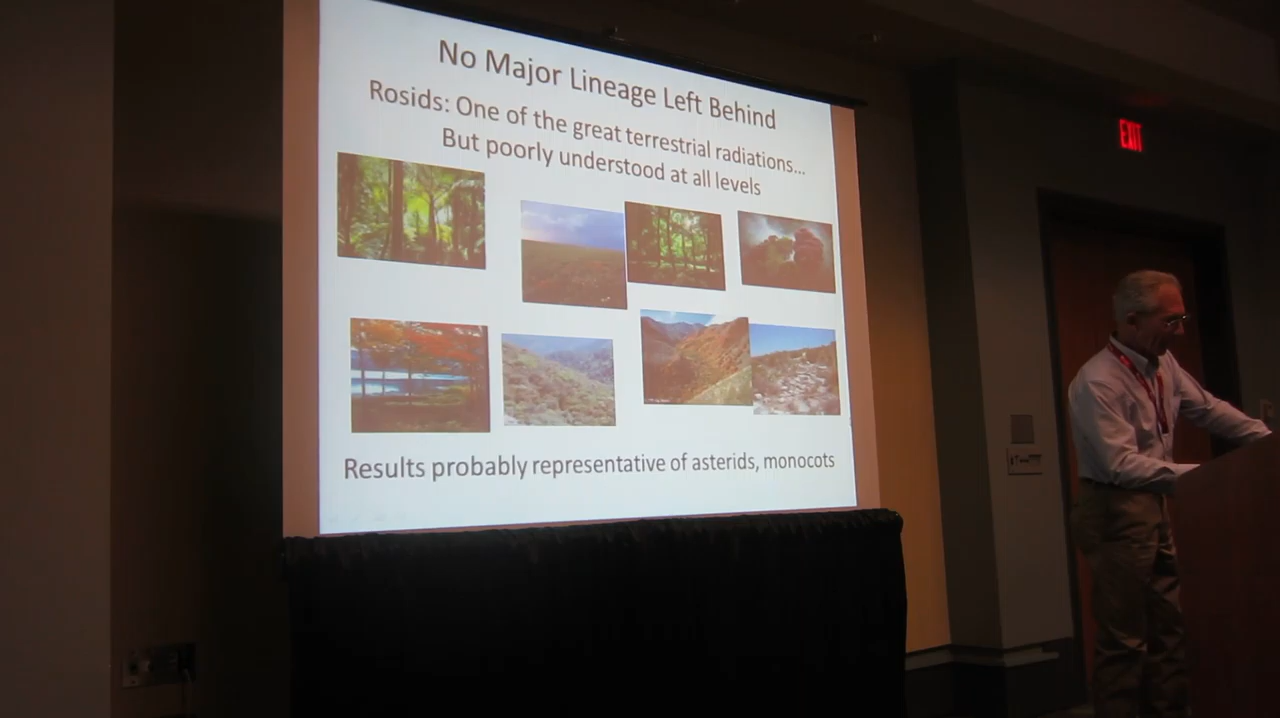 No Major Lineage Left Behind
Rosids: One of the great terrestrial radiations...
But poorly understood at all levels
Results probably representative of asterids, monocots
EXIT